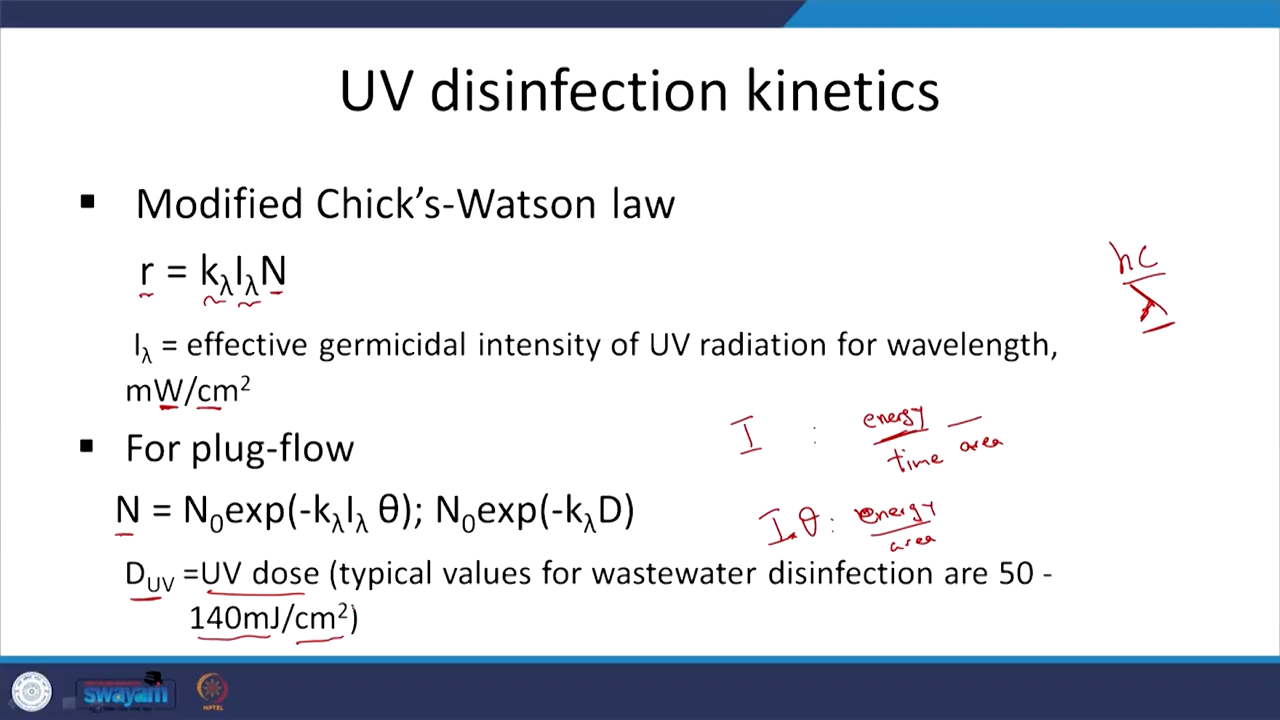 UV disinfection kinetics
▪ Modified Chick's-Watson law
r = kλIλN
hc
λ
Iλ = effective germicidal intensity of UV radiation for wavelength,
mW/cm²
I : energy
time area
▪ For plug-flow
N = N₀exp(-kλIλ θ); N₀exp(-kλD)
I.θ : energy
area
D_UV =UV dose (typical values for wastewater disinfection are 50 -
140mJ/cm²)
swayam
NPTEL